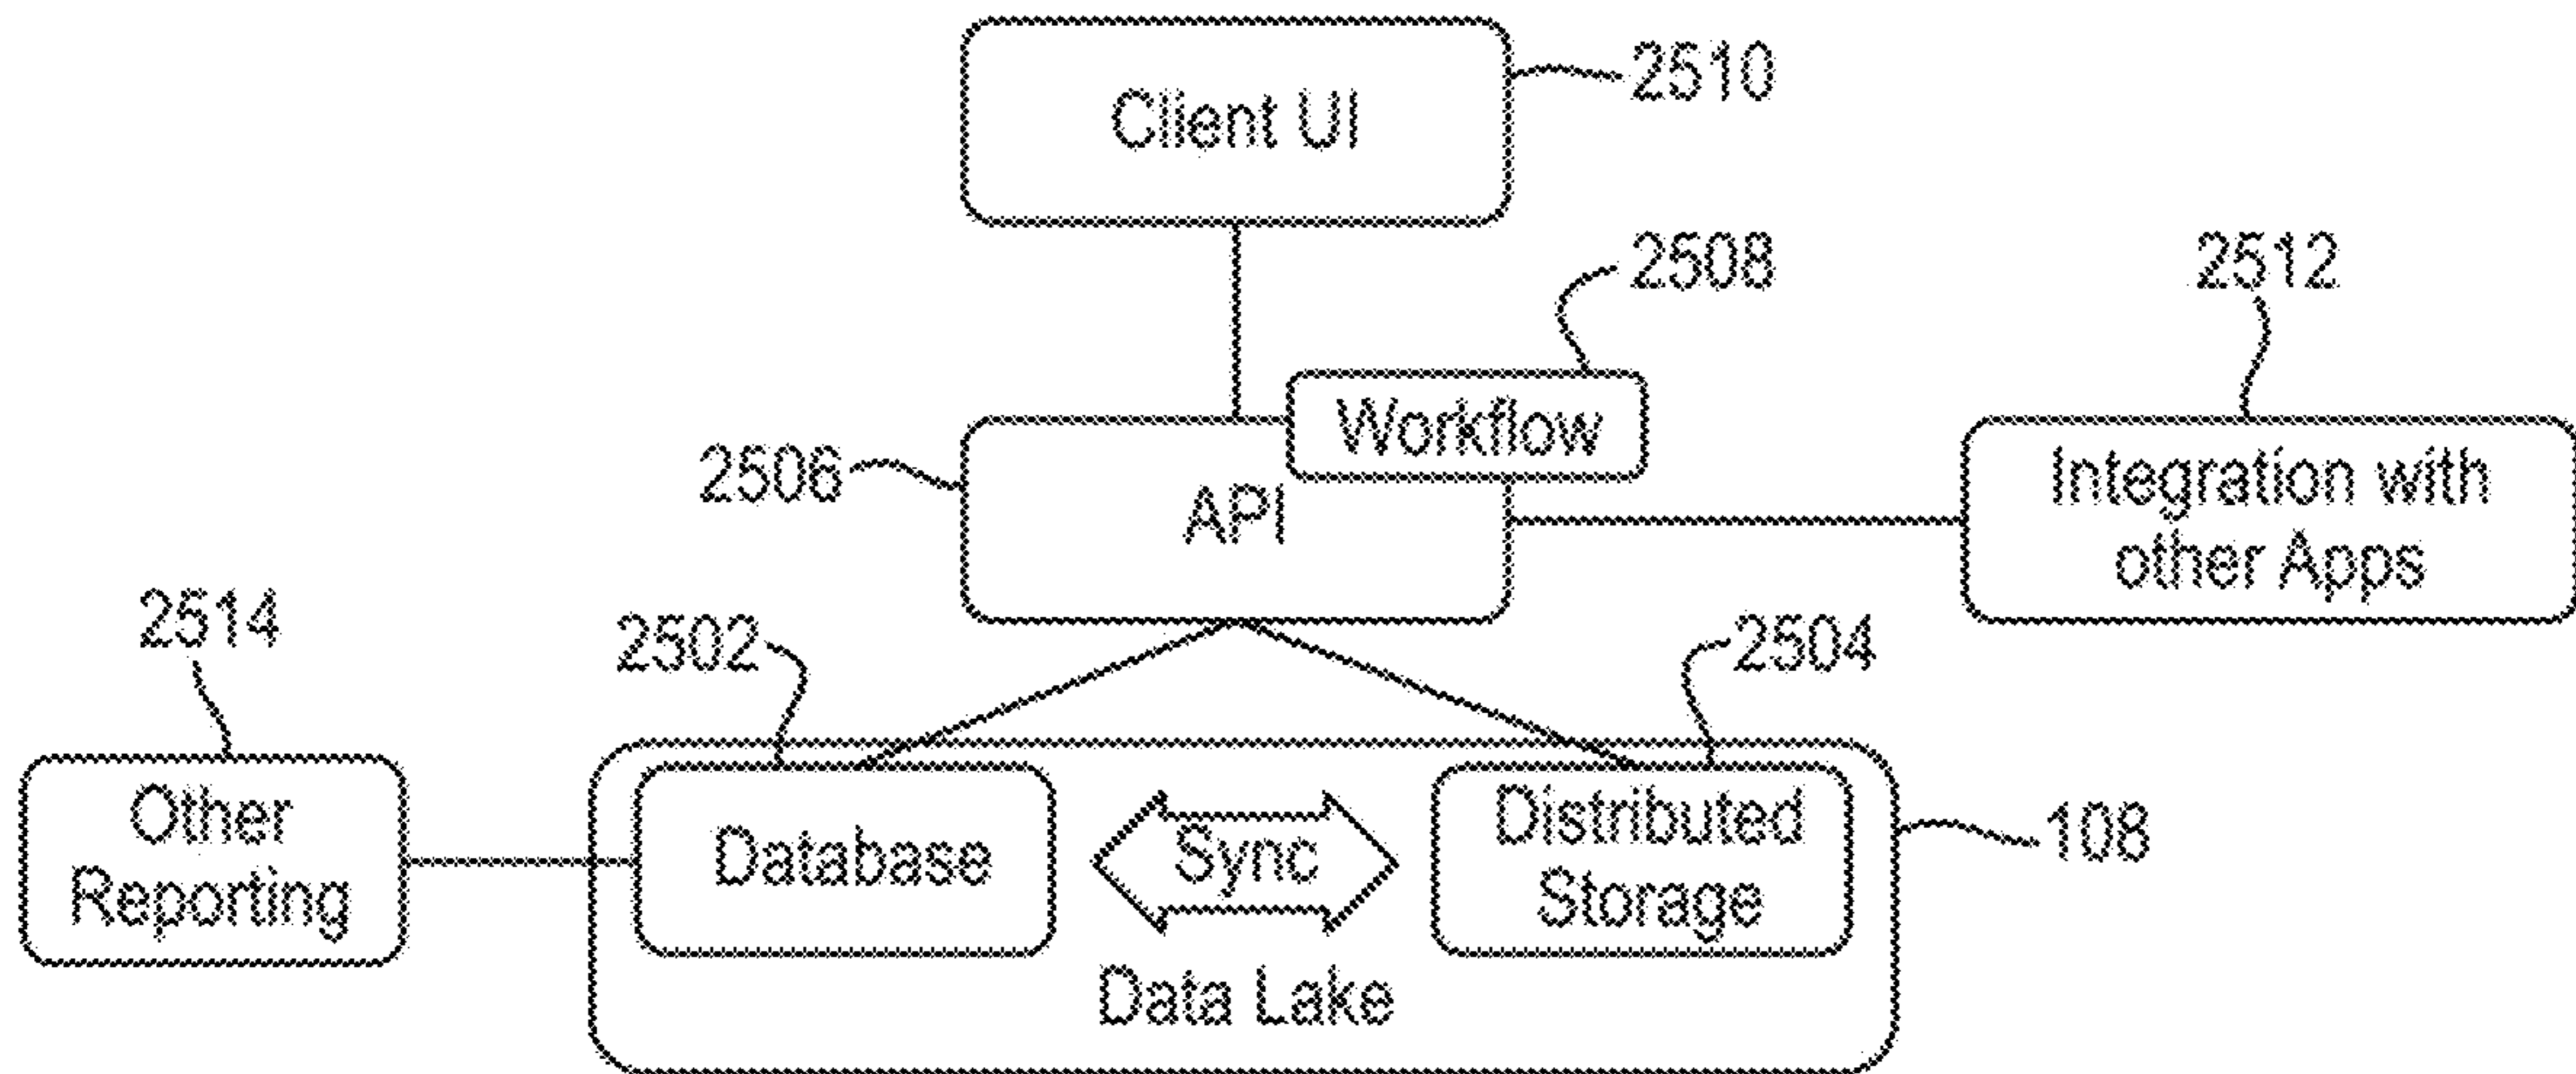 2510
Client UI
2508
2512
Workflow
2506
API
Integration with
other Apps
2514
2502
2504
Other
Reporting
Database
Sync
Distributed
Storage
108
Data Lake